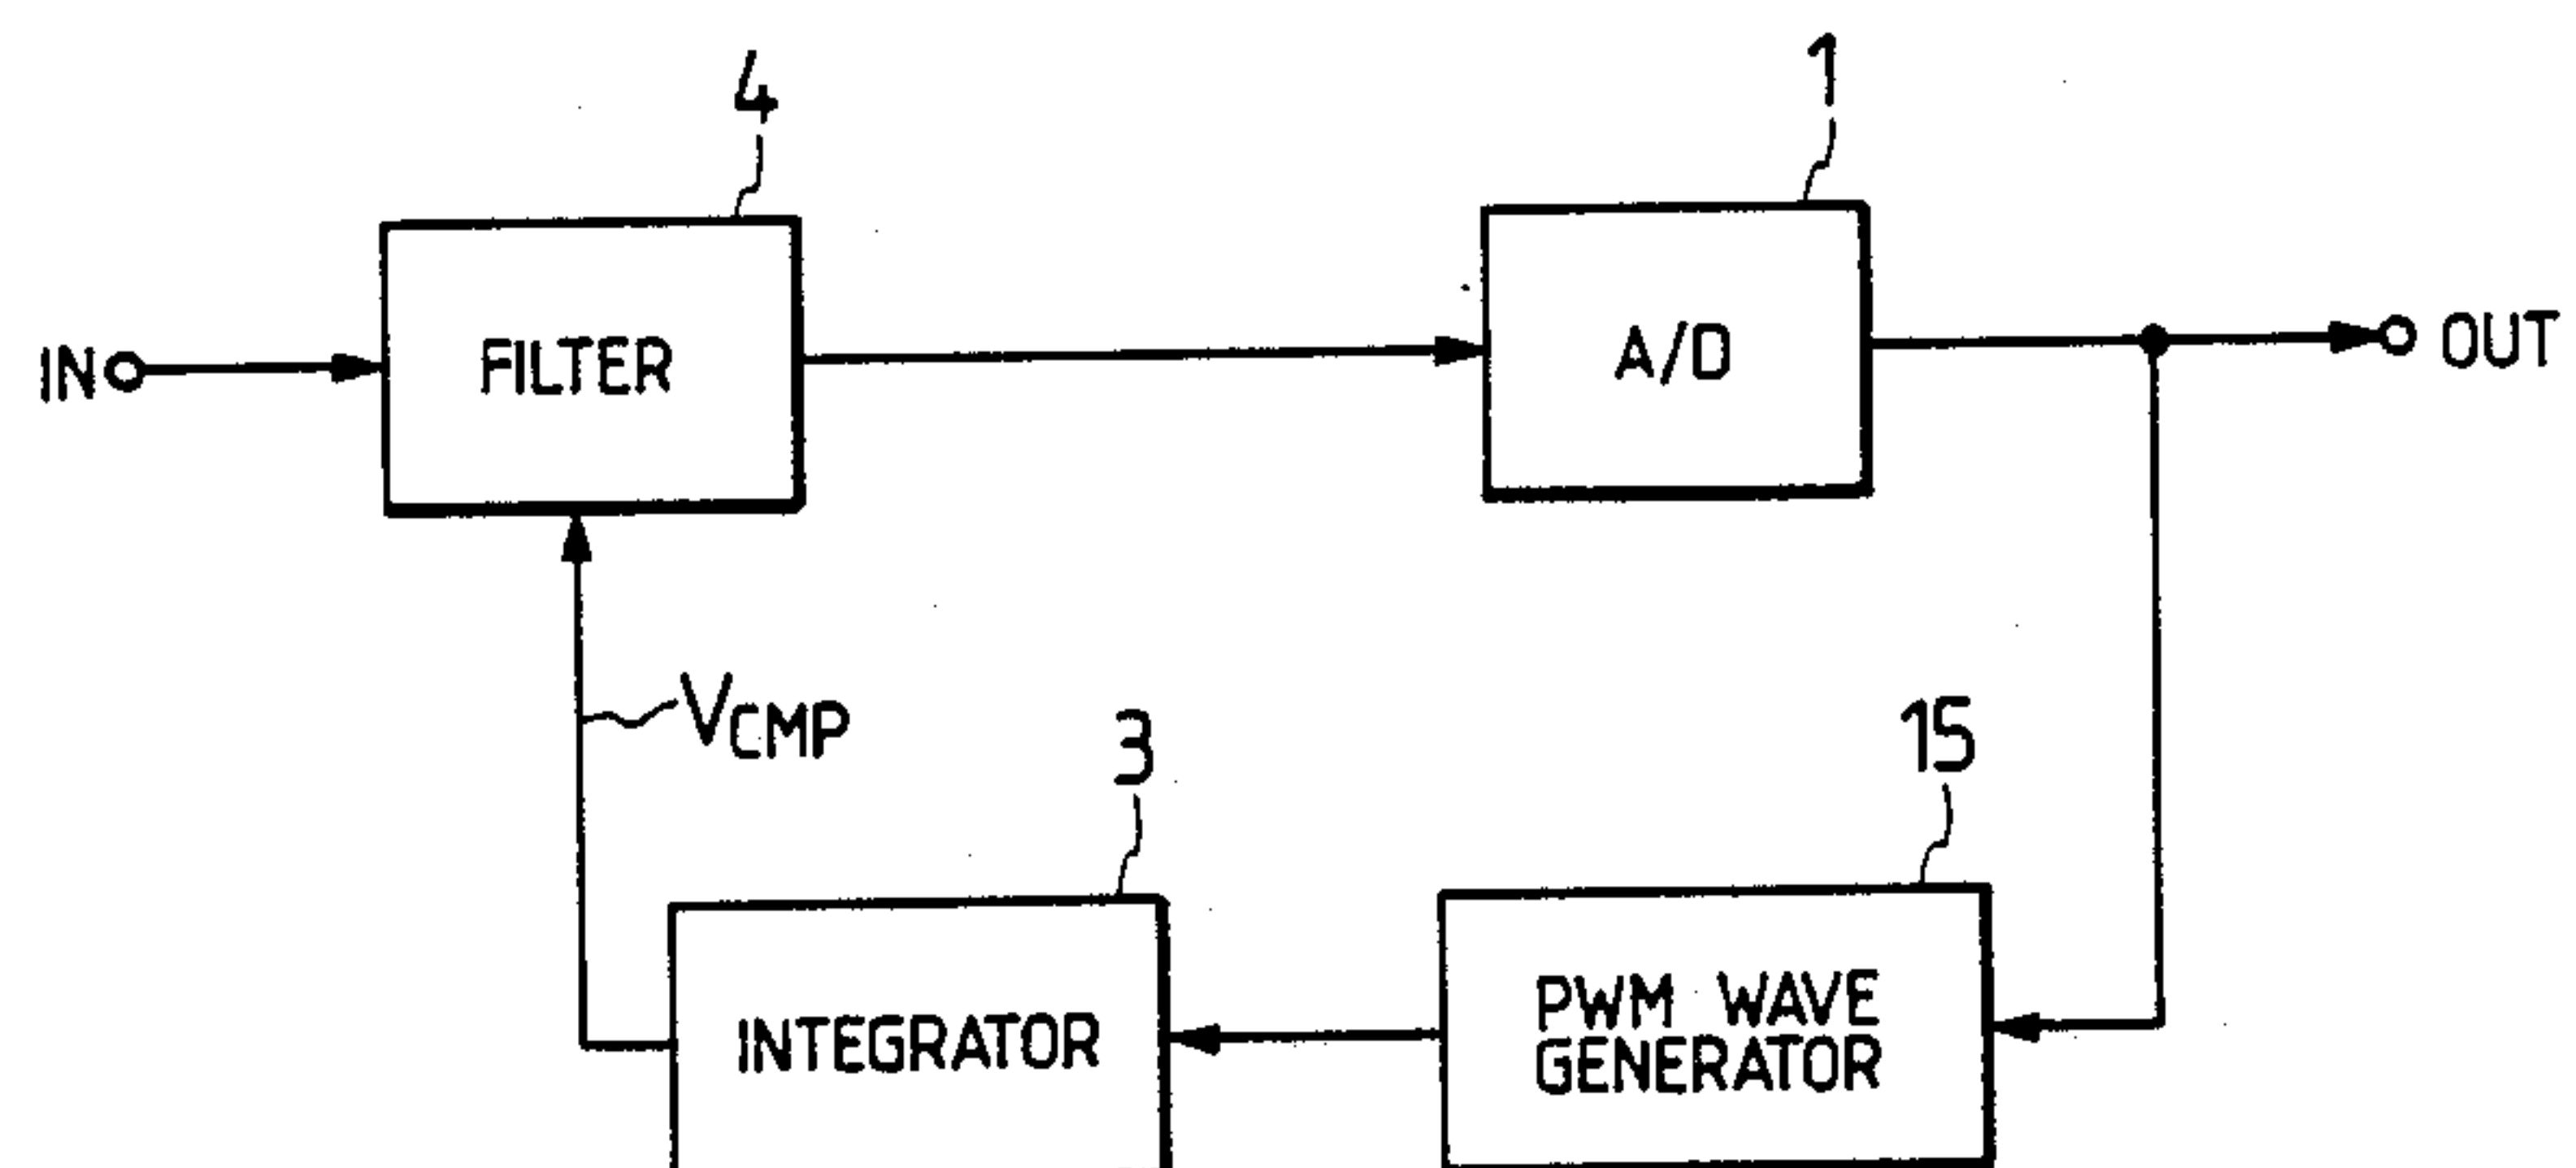 4
1
IN
FILTER
A/D
OUT
VCMP
3
15
INTEGRATOR
PWM WAVE
GENERATOR